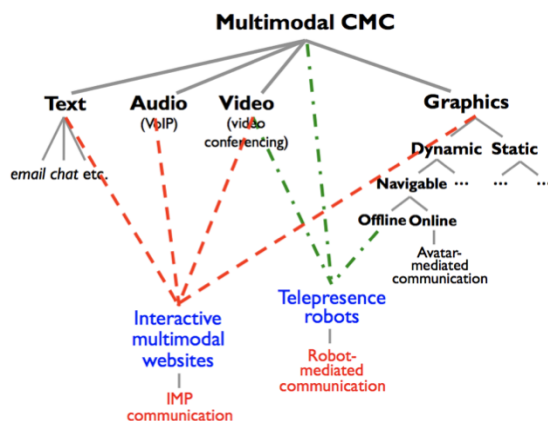 Multimodal CMC
Text Audio Video Graphics
(VoIP) (video
conferencing)
Dynamic Static
email chat etc.
Navigable ... ... ...
Offline Online
Avatar-
mediated
communication
Interactive
multimodal
websites
Telepresence
robots
Robot-
mediated
communication
IMP
communication